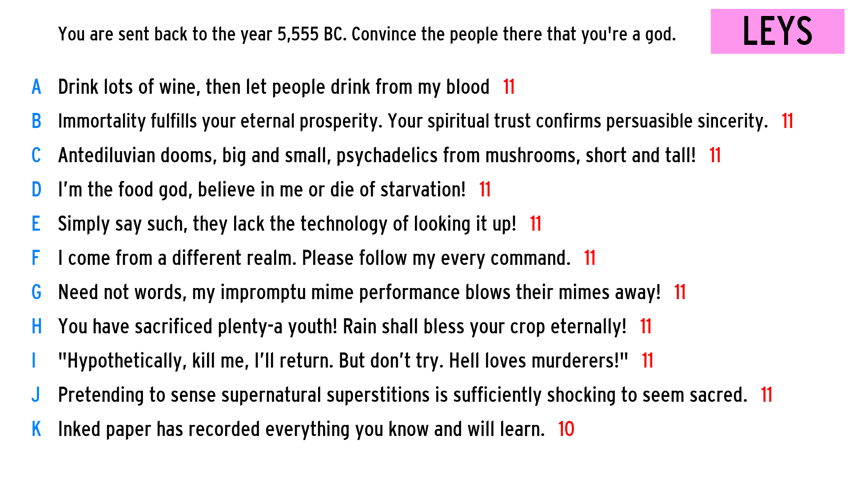 You are sent back to the year 5,555 BC. Convince the people there that you're a god.
LEYS
A Drink lots of wine, then let people drink from my blood 11
B Immortality fulfills your eternal prosperity. Your spiritual trust confirms persuasible sincerity. 11
C Antediluvian dooms, big and small, psychadelics from mushrooms, short and tall! 11
D I'm the food god, believe in me or die of starvation! 11
E Simply say such, they lack the technology of looking it up! 11
F I come from a different realm. Please follow my every command. 11
G Need not words, my impromptu mime performance blows their mimes away! 11
H You have sacrificed plenty-a youth! Rain shall bless your crop eternally! 11
I "Hypothetically, kill me, I'll return. But don't try. Hell loves murderers!" 11
J Pretending to sense supernatural superstitions is sufficiently shocking to seem sacred. 11
K Inked paper has recorded everything you know and will learn. 10